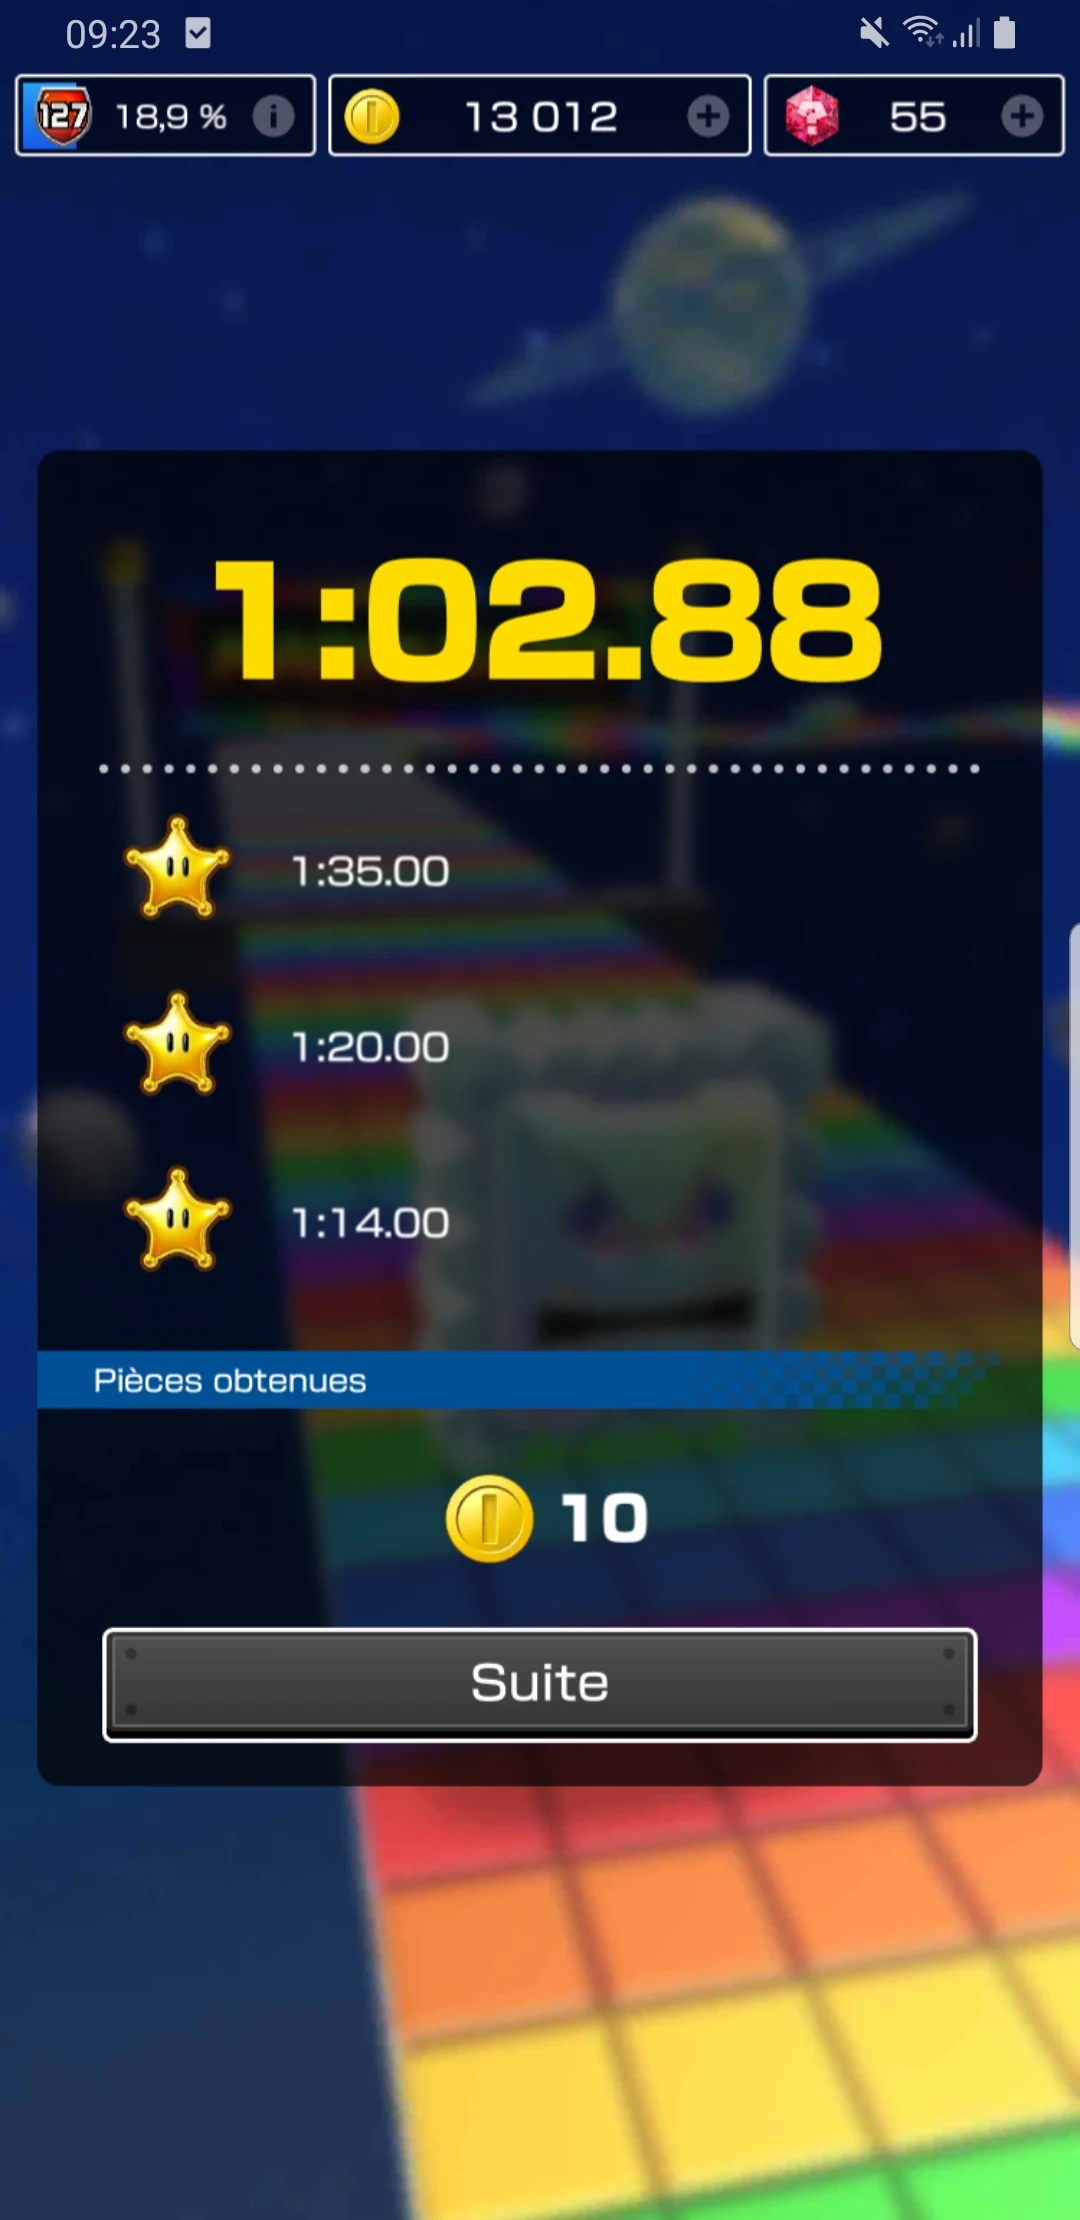 09:23
127 18,9 % i 13 012 + ? 55 +
1:02.88
1:35.00
1:20.00
1:14.00
Pièces obtenues
10
Suite